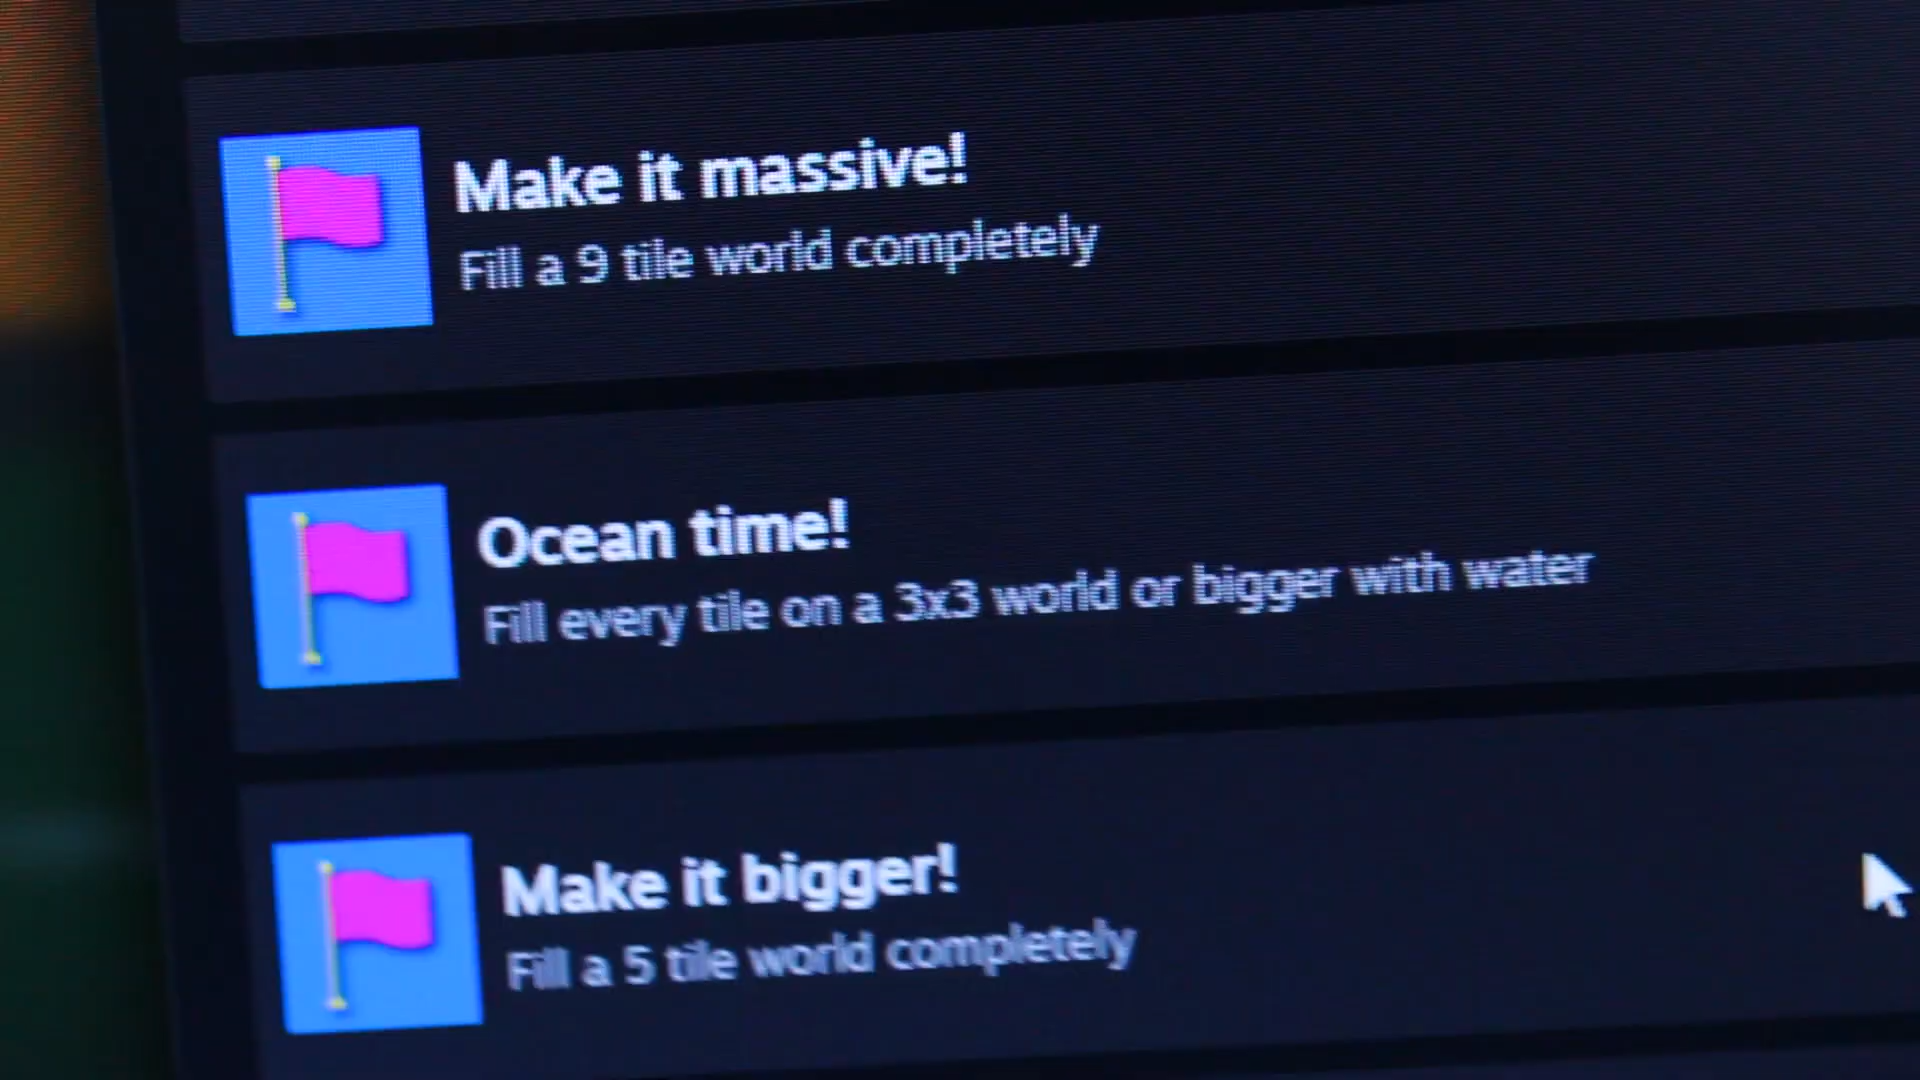 Make it massive!
Fill a 9 tile world completely
Ocean time!
Fill every tile on a 3x3 world or bigger with water
Make it bigger!
Fill a 5 tile world completely